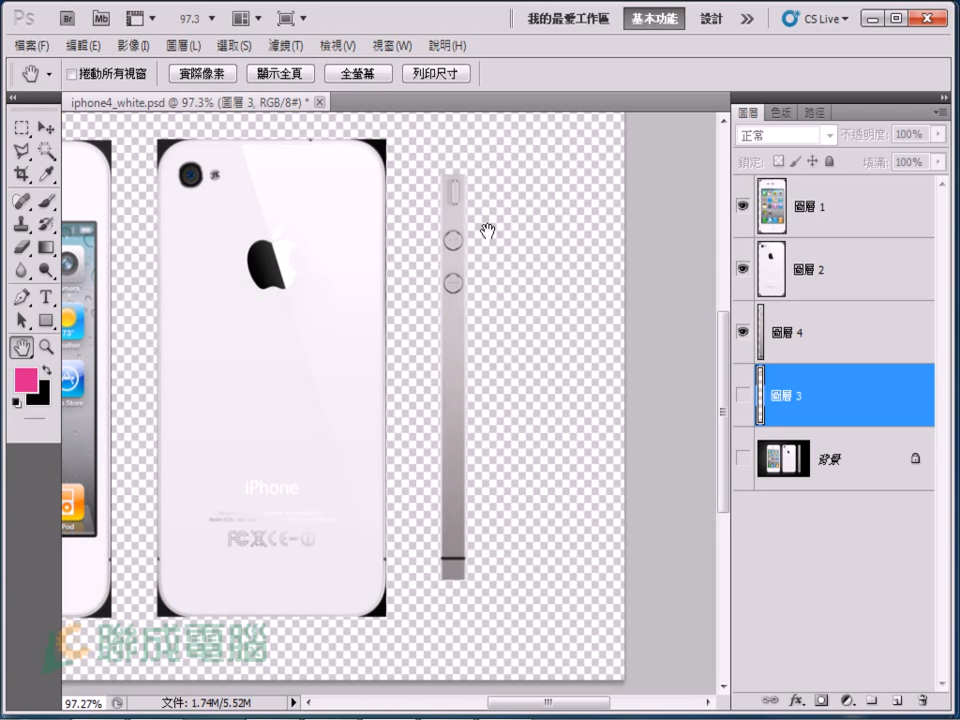 Ps Br Mb 97.3 我的最愛工作區 基本功能 設計 CS Live
檔案(F) 編輯(E) 影像(I) 圖層(L) 選取(S) 濾鏡(T) 檢視(V) 視窗(W) 說明(H)
捲動所有視窗 實際像素 顯示全頁 全螢幕 列印尺寸
iphone4_white.psd @ 97.3% (圖層 3, RGB/8#) *
圖層 色版 路徑
正常 不透明度: 100%
鎖定: 填滿: 100%
圖層 1
圖層 2
圖層 4
圖層 3
背景
73°
iPod
iPhone
聯成電腦
97.27% 文件: 1.74M/5.52M